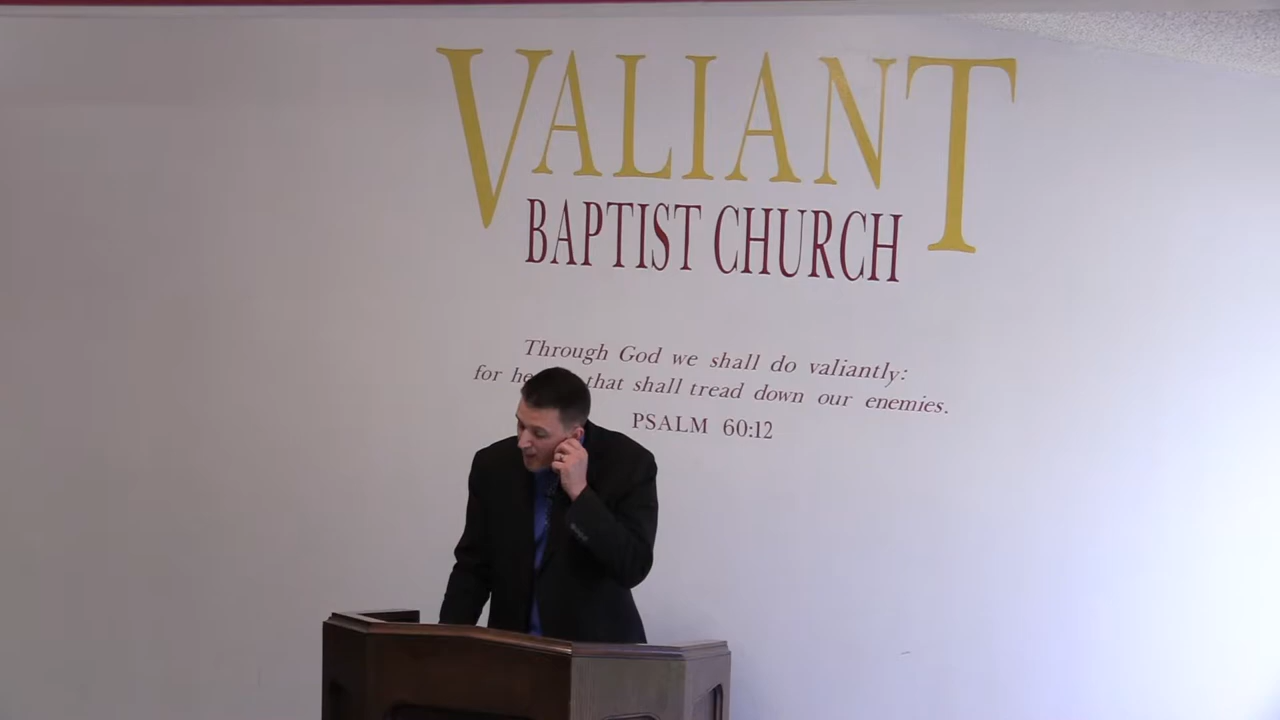 VALIANT
BAPTIST CHURCH
Through God we shall do valiantly:
for he that shall tread down our enemies.
PSALM 60:12